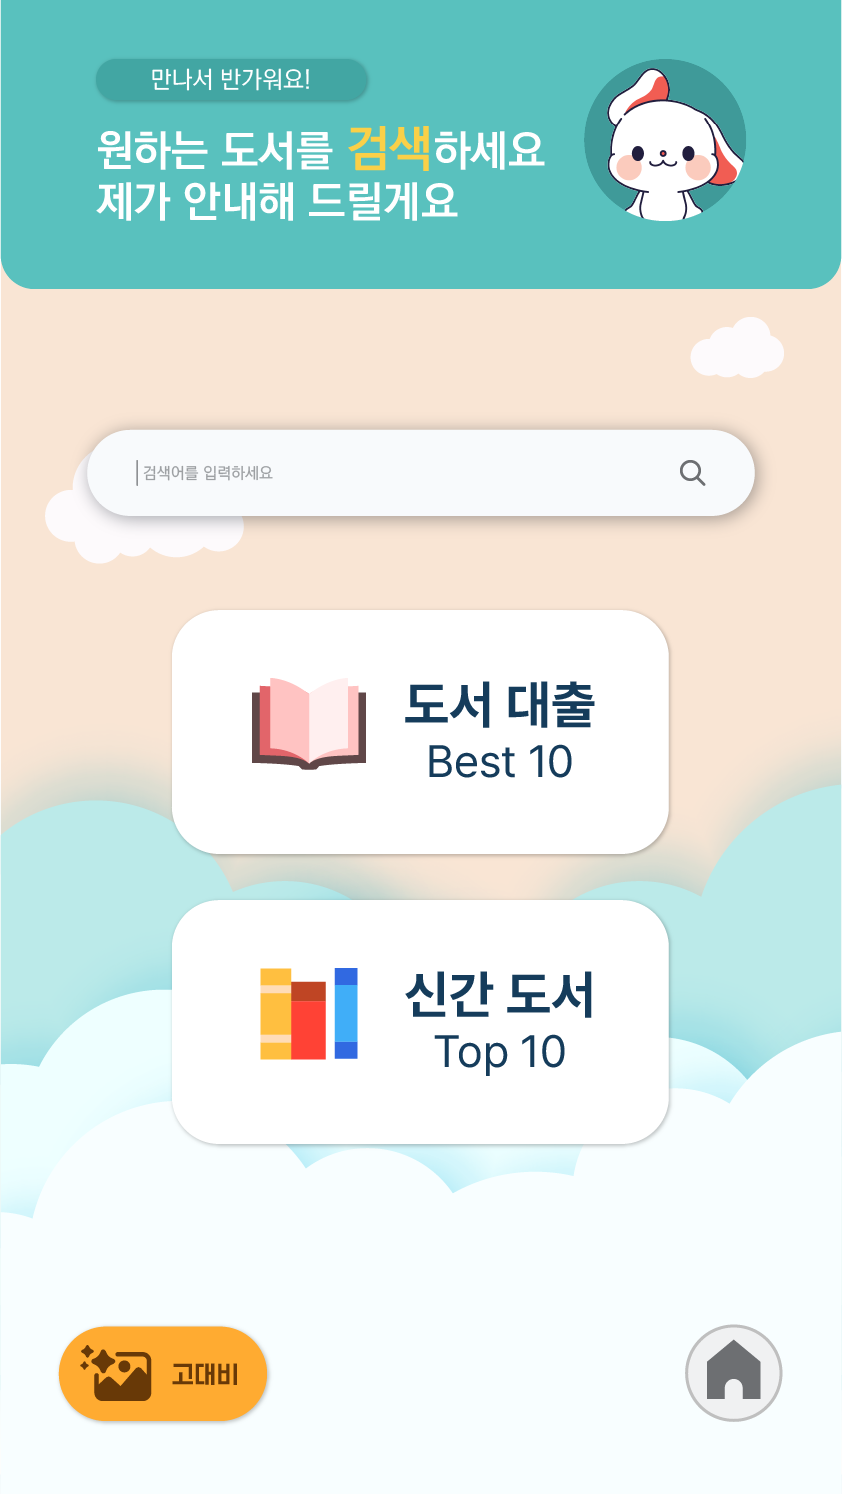 만나서 반가워요!
원하는 도서를 검색하세요
제가 안내해 드릴게요
검색어를 입력하세요
도서 대출
Best 10
신간 도서
Top 10
고대비